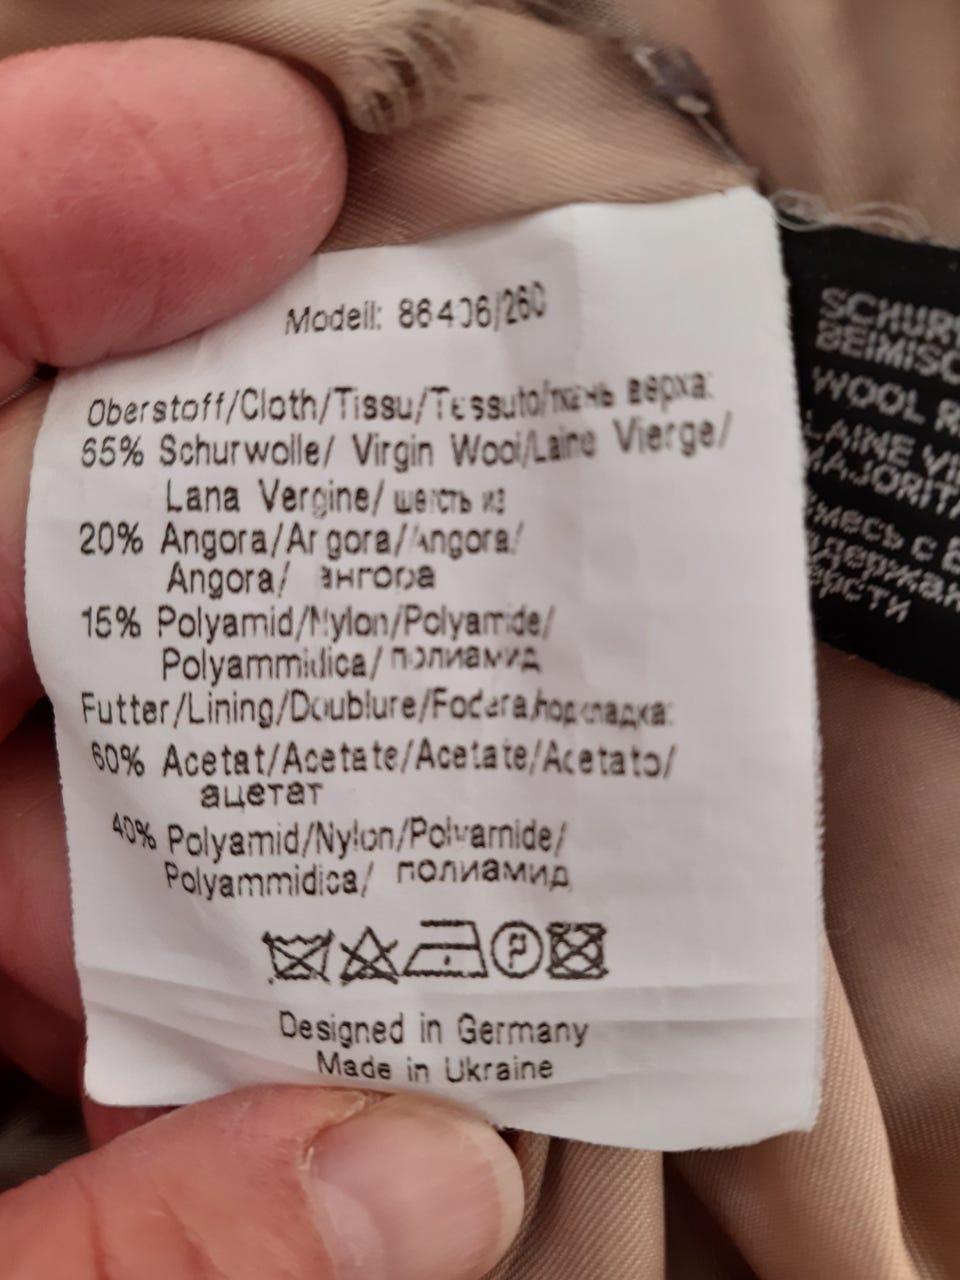 Modell: 86406/260
Oberstoff/Cloth/Tissu/Tessuto/ткань верха:
65% Schurwolle/ Virgin Wool/Laine Vierge/
Lana Vergine/ шерсть из
20% Angora/Angora/Angora/
Angora/ ангора
15% Polyamid/Nylon/Polyamide/
Polyammidica/ полиамид
Futter/Lining/Doublure/Fodera/подкладка:
60% Acetat/Acetate/Acetate/Acetato/
ацетат
40% Polyamid/Nylon/Polyamide/
Polyammidica/ полиамид
P
Designed in Germany
Made in Ukraine
SCHUR
BEIMISC
WOOL R
LAINE VI
MAJORIT
смесь с В
держан
ерсти